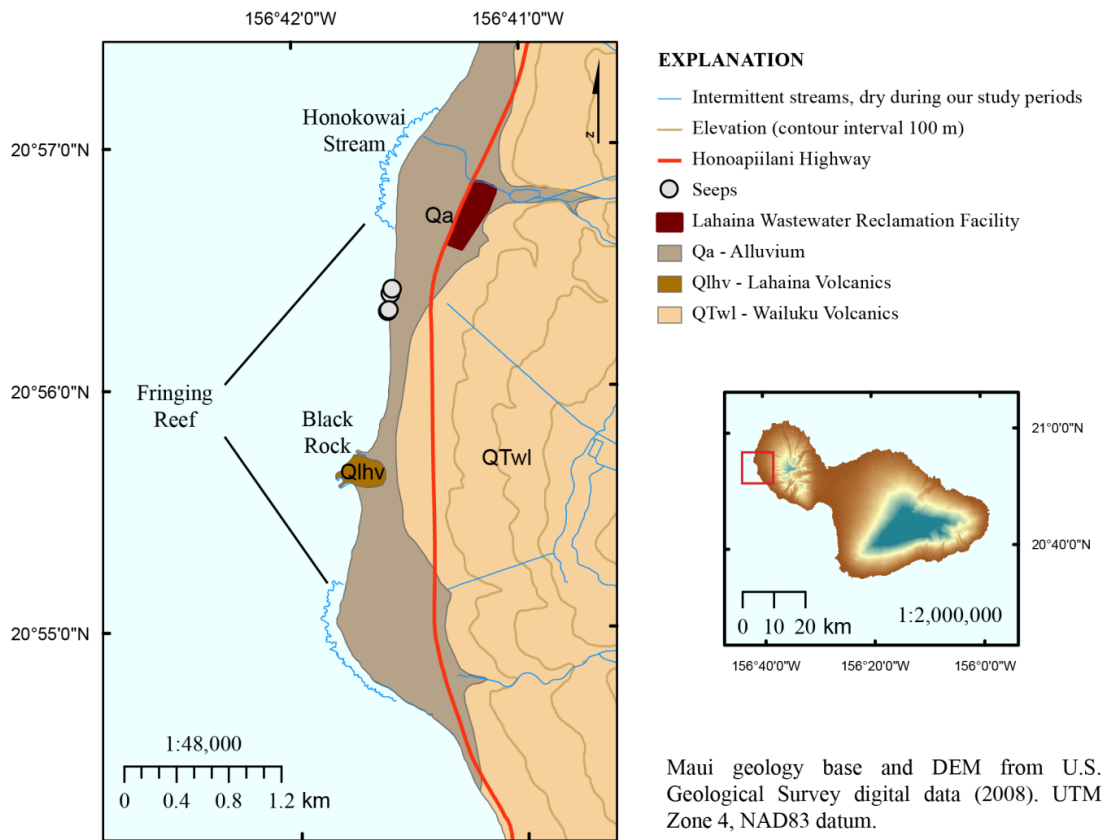 156°42'0"W
156°41'0"W
20°57'0"N
20°56'0"N
20°55'0"N
Honokowai
Stream
Qa
Fringing
Reef
Black
Rock
Qlhv
QTwl
z
1:48,000
0 0.4 0.8 1.2 km
EXPLANATION
Intermittent streams, dry during our study periods
Elevation (contour interval 100 m)
Honoapiilani Highway
Seeps
Lahaina Wastewater Reclamation Facility
Qa - Alluvium
Qlhv - Lahaina Volcanics
QTwl - Wailuku Volcanics
21°0'0"N
20°40'0"N
0 10 20 km
1:2,000,000
156°40'0"W
156°20'0"W
156°0'0"W
Maui geology base and DEM from U.S.
Geological Survey digital data (2008). UTM
Zone 4, NAD83 datum.